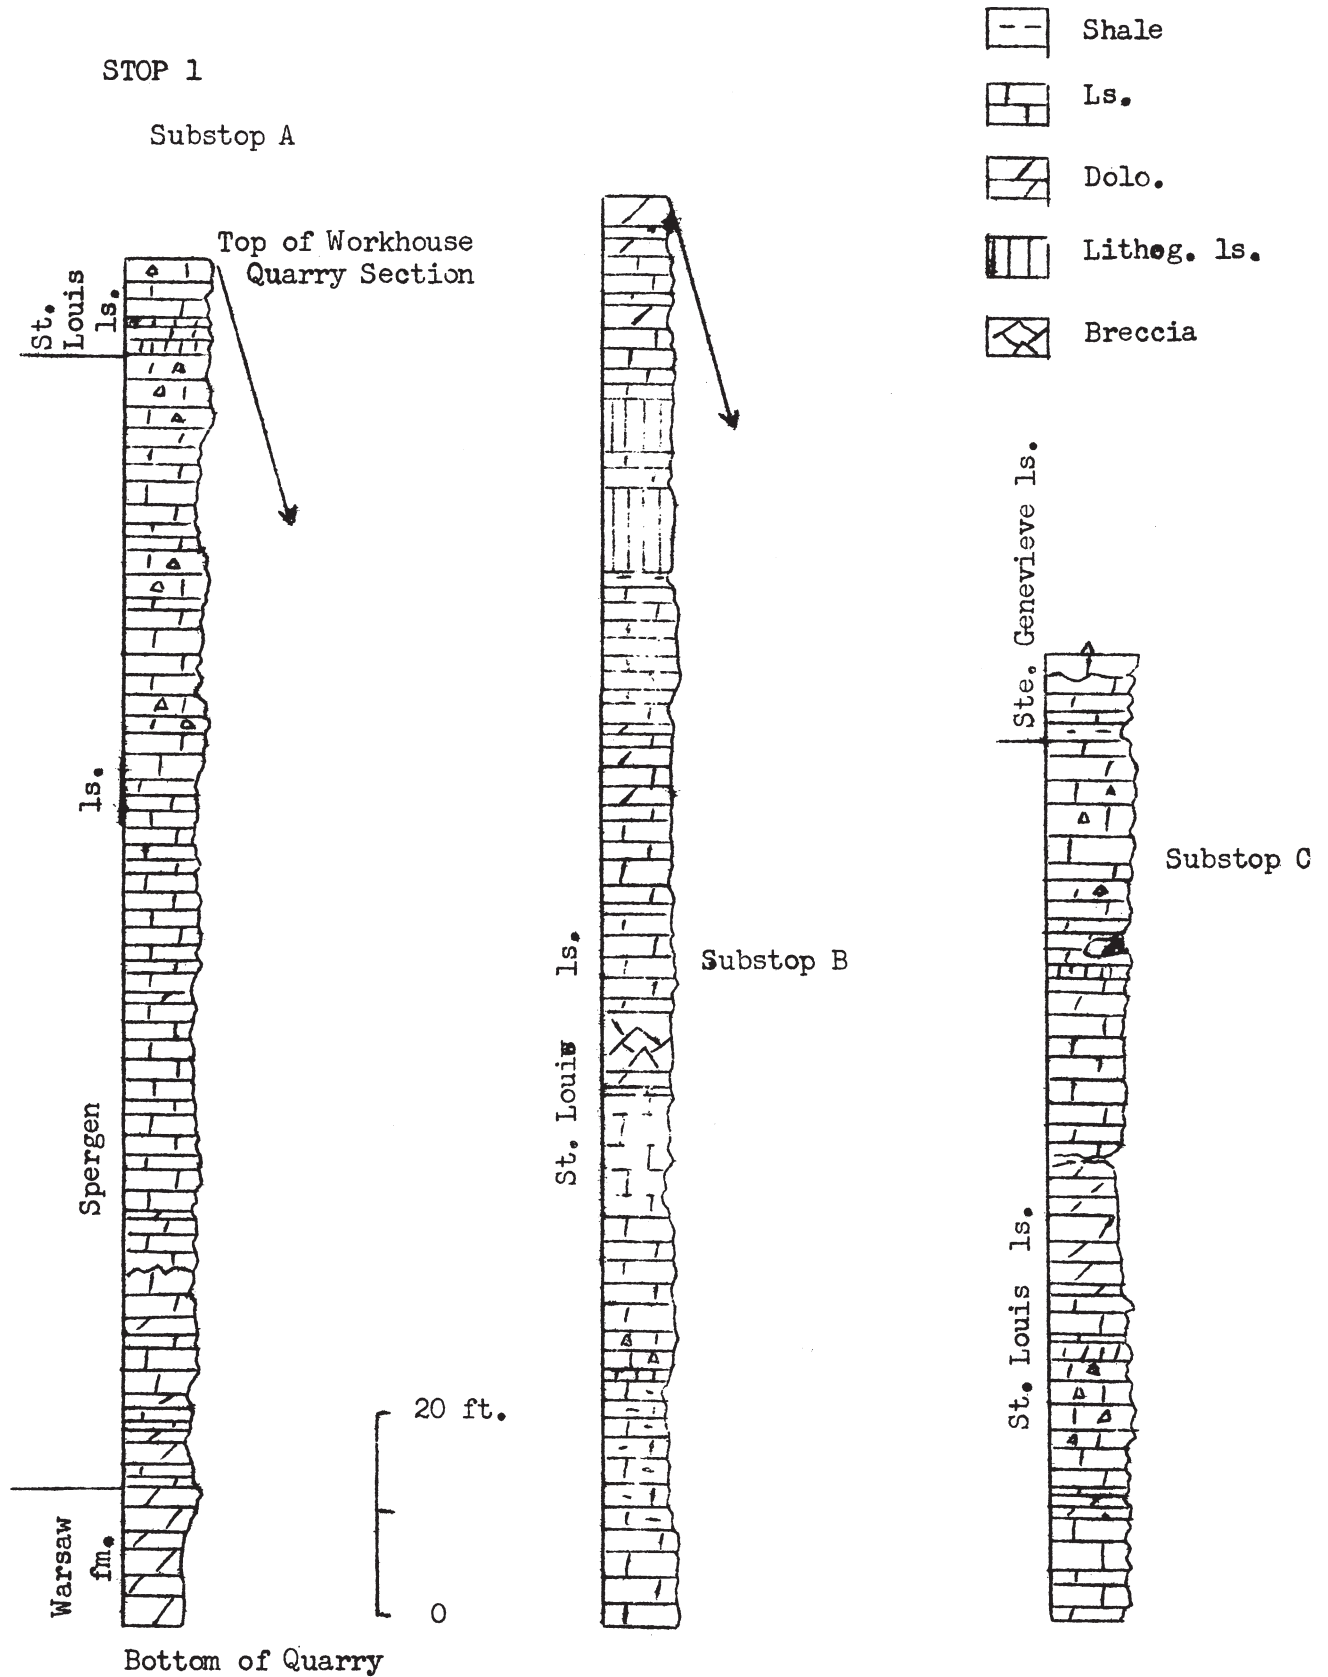 STOP 1
Substop A
Shale
Ls.
Dolo.
Lithog. ls.
Breccia
Top of Workhouse
Quarry Section
St.
Louis
ls.
Spergen ls.
Warsaw
fm.
Bottom of Quarry
20 ft.
0
St. Louis ls.
Substop B
Ste. Genevieve ls.
St. Louis ls.
Substop C